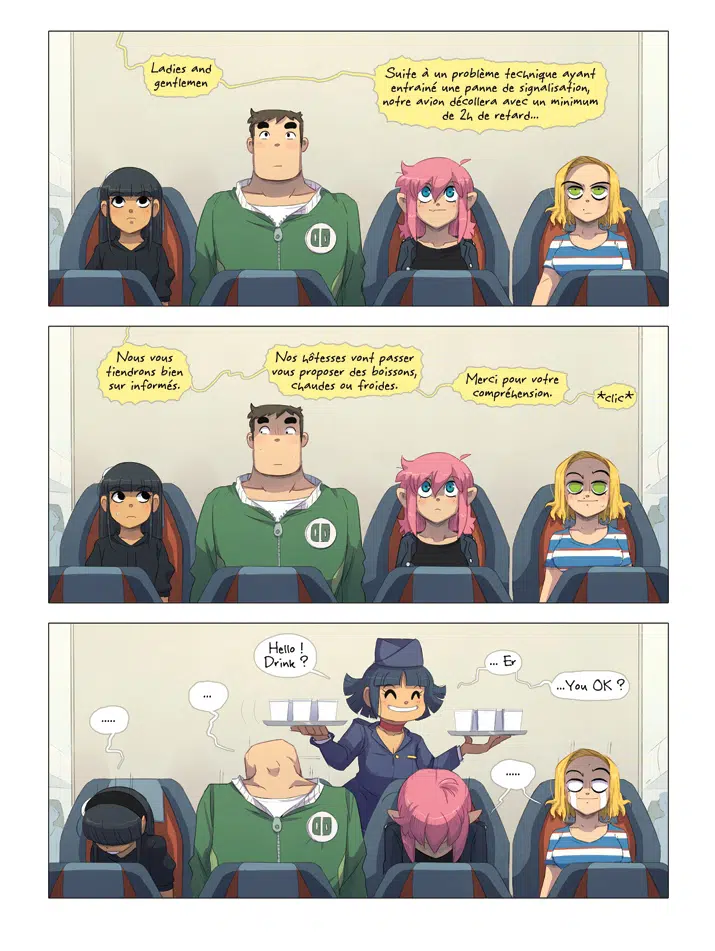 Ladies and
gentlemen
Suite à un problème technique ayant
entrainé une panne de signalisation,
notre avion décollera avec un minimum
de 2h de retard...
Nous vous
tiendrons bien
sur informés.
Nos hôtesses vont passer
vous proposer des boissons,
chaudes ou froides.
Merci pour votre
compréhension.
*clic*
Hello !
Drink ?
... Er
...You OK ?
...
.....
.....